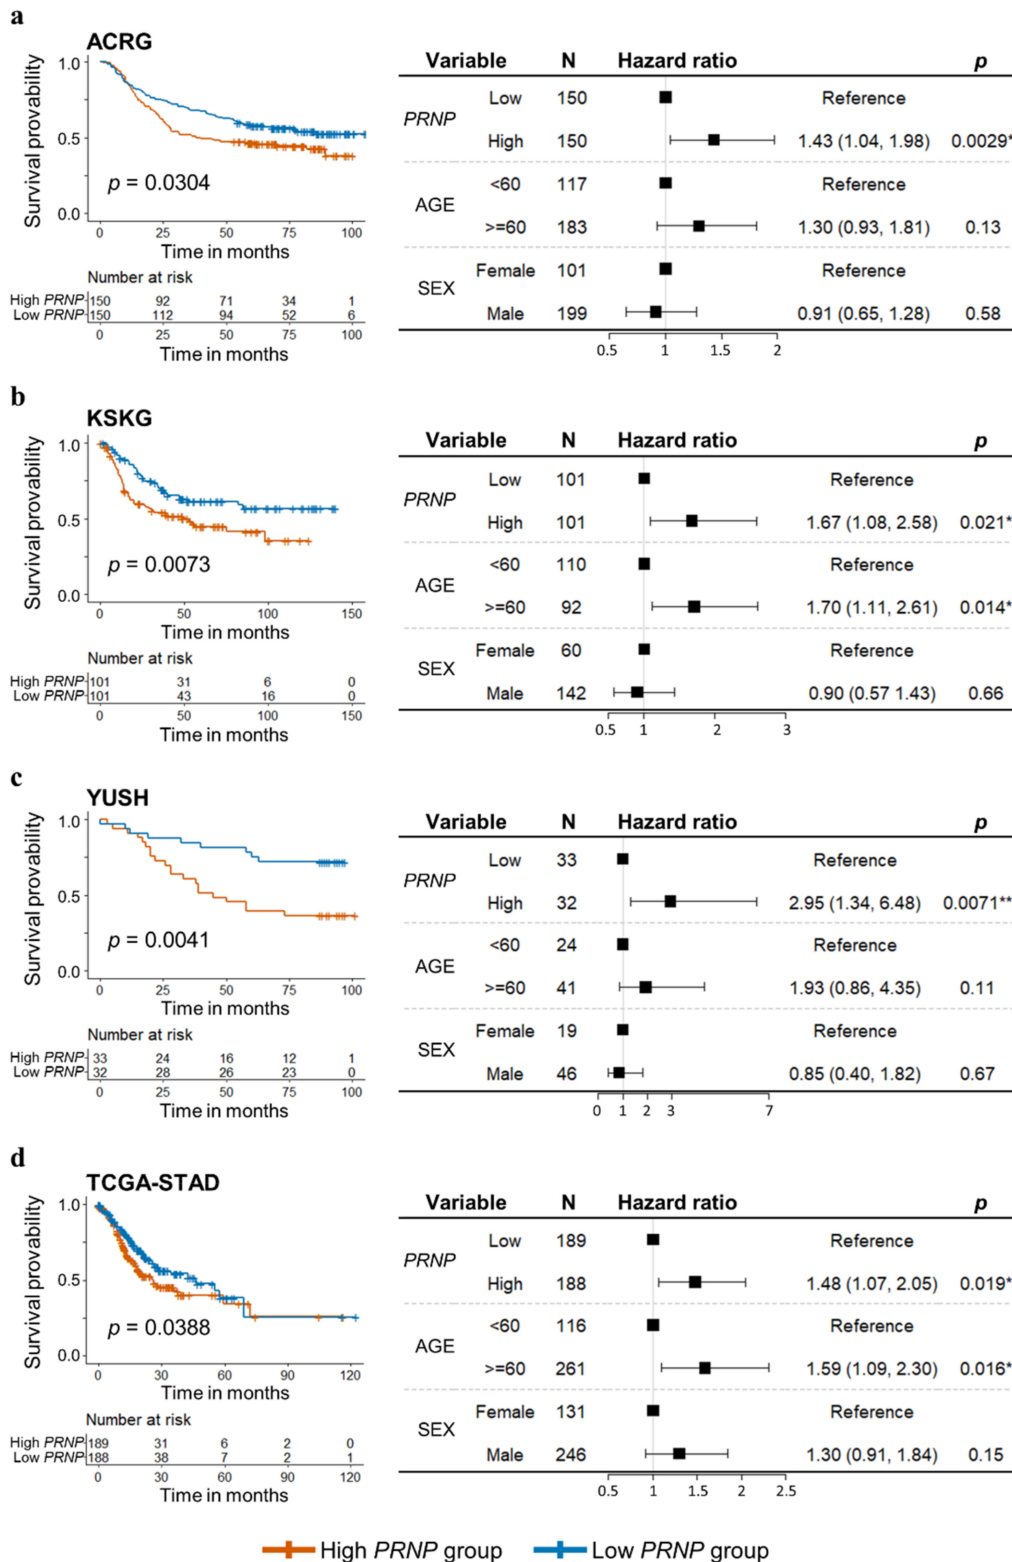 a
ACRG
Survival provability
1.0
0.5
0.0
p = 0.0304
0 25 50 75 100
Time in months
Number at risk
High PRNP 150 92 71 34 1
Low PRNP 150 112 94 52 6
0 25 50 75 100
Time in months
Variable N Hazard ratio p
PRNP
Low 150 Reference
High 150 1.43 (1.04, 1.98) 0.0029*
AGE
<60 117 Reference
>=60 183 1.30 (0.93, 1.81) 0.13
SEX
Female 101 Reference
Male 199 0.91 (0.65, 1.28) 0.58
0.5 1 1.5 2
b
KSKG
Survival provability
1.0
0.5
0.0
p = 0.0073
0 50 100 150
Time in months
Number at risk
High PRNP 101 31 6 0
Low PRNP 101 43 16 0
0 50 100 150
Time in months
Variable N Hazard ratio p
PRNP
Low 101 Reference
High 101 1.67 (1.08, 2.58) 0.021*
AGE
<60 110 Reference
>=60 92 1.70 (1.11, 2.61) 0.014*
SEX
Female 60 Reference
Male 142 0.90 (0.57 1.43) 0.66
0.5 1 2 3
c
YUSH
Survival provability
1.0
0.5
0.0
p = 0.0041
0 25 50 75 100
Time in months
Number at risk
High PRNP 33 24 16 12 1
Low PRNP 32 28 26 23 0
0 25 50 75 100
Time in months
Variable N Hazard ratio p
PRNP
Low 33 Reference
High 32 2.95 (1.34, 6.48) 0.0071**
AGE
<60 24 Reference
>=60 41 1.93 (0.86, 4.35) 0.11
SEX
Female 19 Reference
Male 46 0.85 (0.40, 1.82) 0.67
0 1 2 3 7
d
TCGA-STAD
Survival provability
1.0
0.5
0.0
p = 0.0388
0 30 60 90 120
Time in months
Number at risk
High PRNP 189 31 6 2 0
Low PRNP 188 38 7 2 1
0 30 60 90 120
Time in months
Variable N Hazard ratio p
PRNP
Low 189 Reference
High 188 1.48 (1.07, 2.05) 0.019*
AGE
<60 116 Reference
>=60 261 1.59 (1.09, 2.30) 0.016*
SEX
Female 131 Reference
Male 246 1.30 (0.91, 1.84) 0.15
0.5 1 1.5 2 2.5
High PRNP group Low PRNP group